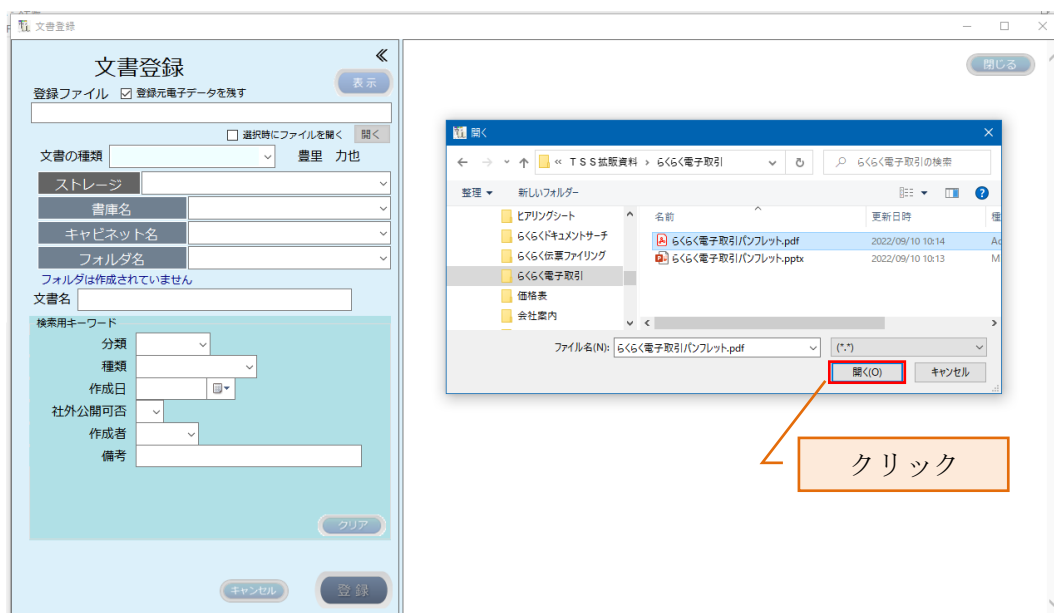 文書登録
文書登録
≪
表示
登録ファイル 登録元電子データを残す
選択時にファイルを開く 開く
文書の種類 豊里 力也
ストレージ
書庫名
キャビネット名
フォルダ名
フォルダは作成されていません
文書名
検索用キーワード
分類
種類
作成日
社外公開可否
作成者
備考
クリア
キャンセル 登録
閉じる
開く
« ＴＳＳ拡販資料 › らくらく電子取引
らくらく電子取引の検索
整理 新しいフォルダー
ヒアリングシート
らくらくドキュメントサーチ
らくらく伝票ファイリング
らくらく電子取引
価格表
会社案内
名前 更新日時 種
らくらく電子取引パンフレット.pdf 2022/09/10 10:14 Ac
らくらく電子取引パンフレット.pptx 2022/09/10 10:13 M
ファイル名(N): らくらく電子取引パンフレット.pdf (*.*)
開く(O) キャンセル
クリック